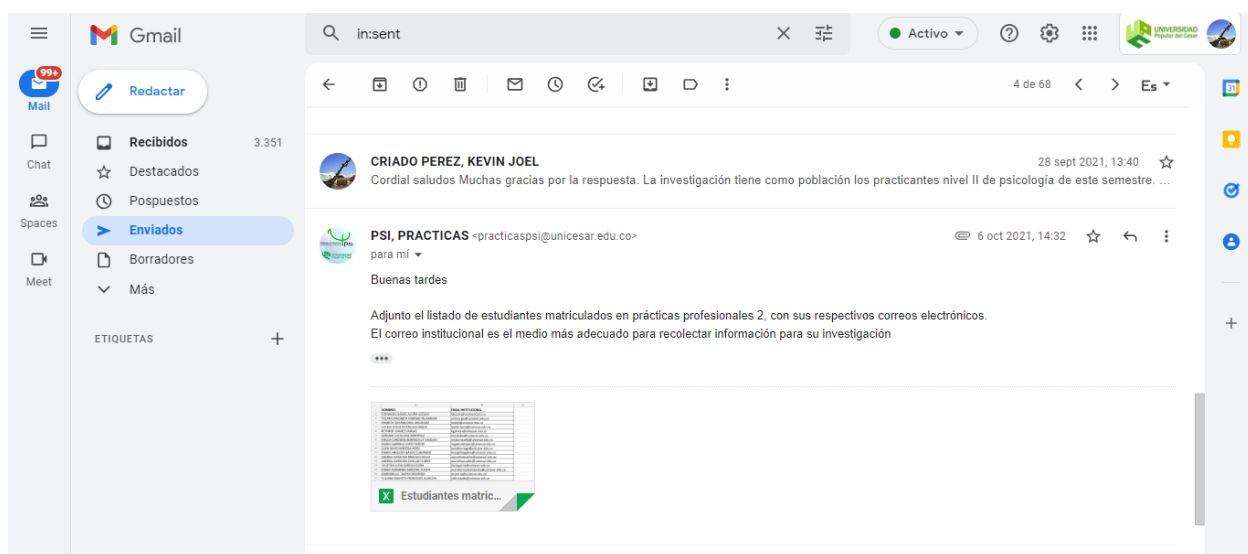 Gmail
in:sent
Activo
UNIVERSIDAD
Popular del Cesar
99+
Mail
Redactar
4 de 68
Es
31
Recibidos 3.351
Chat
Destacados
CRIADO PEREZ, KEVIN JOEL 28 sept 2021, 13:40
Cordial saludos Muchas gracias por la respuesta. La investigación tiene como población los practicantes nivel II de psicología de este semestre. ...
Pospuestos
Spaces
Enviados
PSI, PRACTICAS <practicaspsi@unicesar.edu.co> 6 oct 2021, 14:32
para mí
Borradores
Meet
Más
Buenas tardes
Adjunto el listado de estudiantes matriculados en prácticas profesionales 2, con sus respectivos correos electrónicos.
El correo institucional es el medio más adecuado para recolectar información para su investigación
ETIQUETAS
X Estudiantes matric...